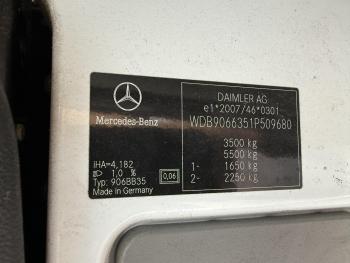 DAIMLER AG
e1*2007/46*0301
WDB9066351P509680
Mercedes-Benz
3500 kg
5500 kg
1- 1650 kg
2- 2250 kg
IHA=4,182
1,0 %
Typ: 906BB35
Made in Germany
0,06